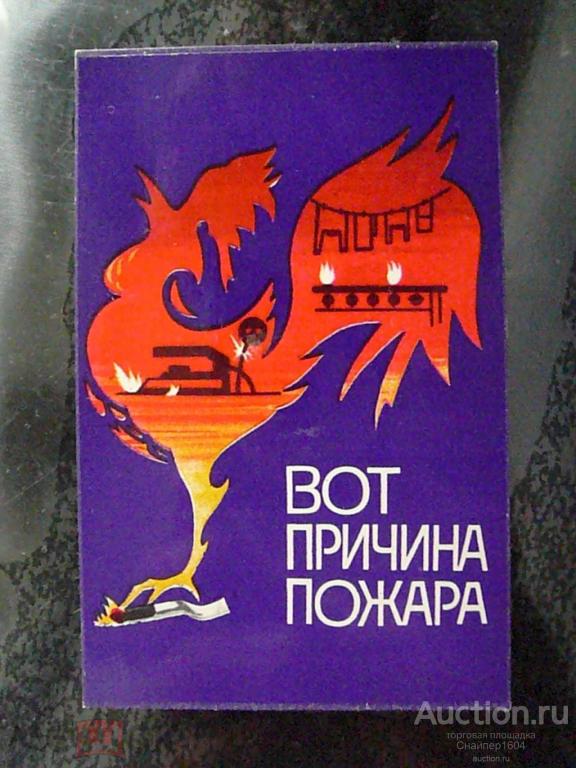 ВОТ
ПРИЧИНА
ПОЖАРА
Auction.ru
торговая площадка
Снайпер1604
auction.ru